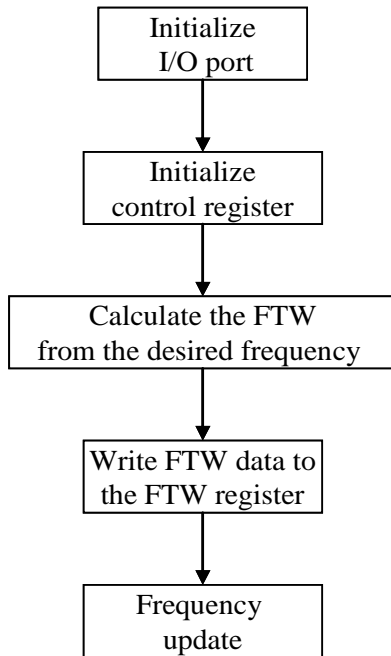 Initialize
I/O port
Initialize
control register
Calculate the FTW
from the desired frequency
Write FTW data to
the FTW register
Frequency
update